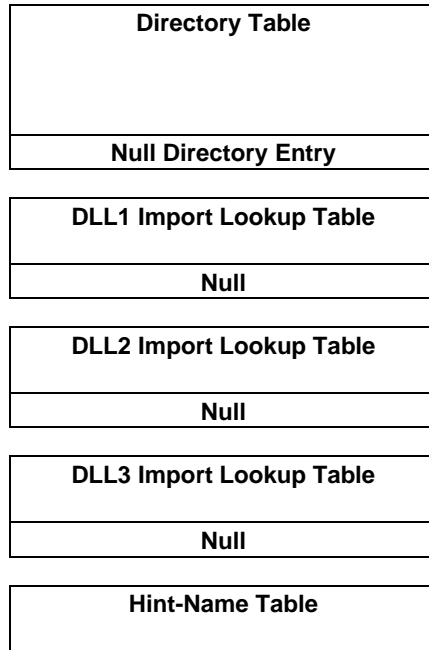 Directory Table
Null Directory Entry
DLL1 Import Lookup Table
Null
DLL2 Import Lookup Table
Null
DLL3 Import Lookup Table
Null
Hint-Name Table